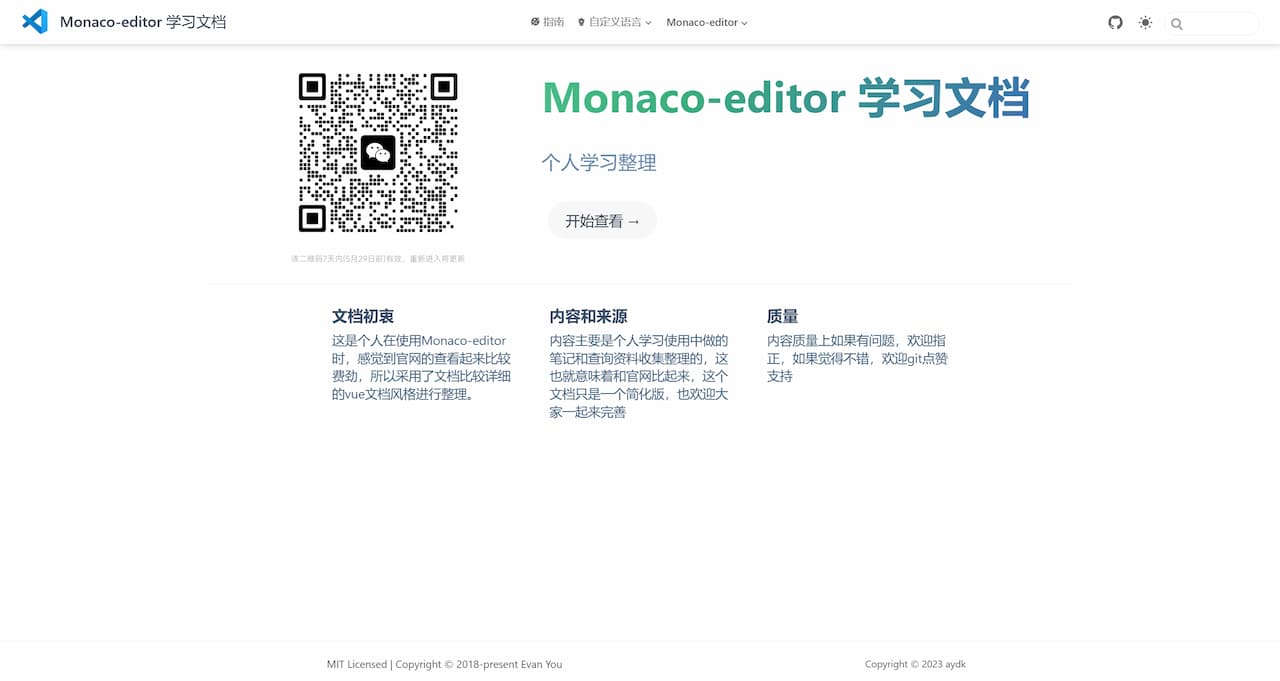 Monaco-editor 学习文档
指南
自定义语言
Monaco-editor
Monaco-editor 学习文档
个人学习整理
开始查看 →
该二维码7天内(5月29日前)有效，重新进入将更新
文档初衷
这是个人在使用Monaco-editor
时，感觉到官网的查看起来比较
费劲，所以采用了文档比较详细
的vue文档风格进行整理。
内容和来源
内容主要是个人学习使用中做的
笔记和查询资料收集整理的，这
也就意味着和官网比起来，这个
文档只是一个简化版，也欢迎大
家一起来完善
质量
内容质量上如果有问题，欢迎指
正，如果觉得不错，欢迎git点赞
支持
MIT Licensed | Copyright © 2018-present Evan You
Copyright © 2023 aydk